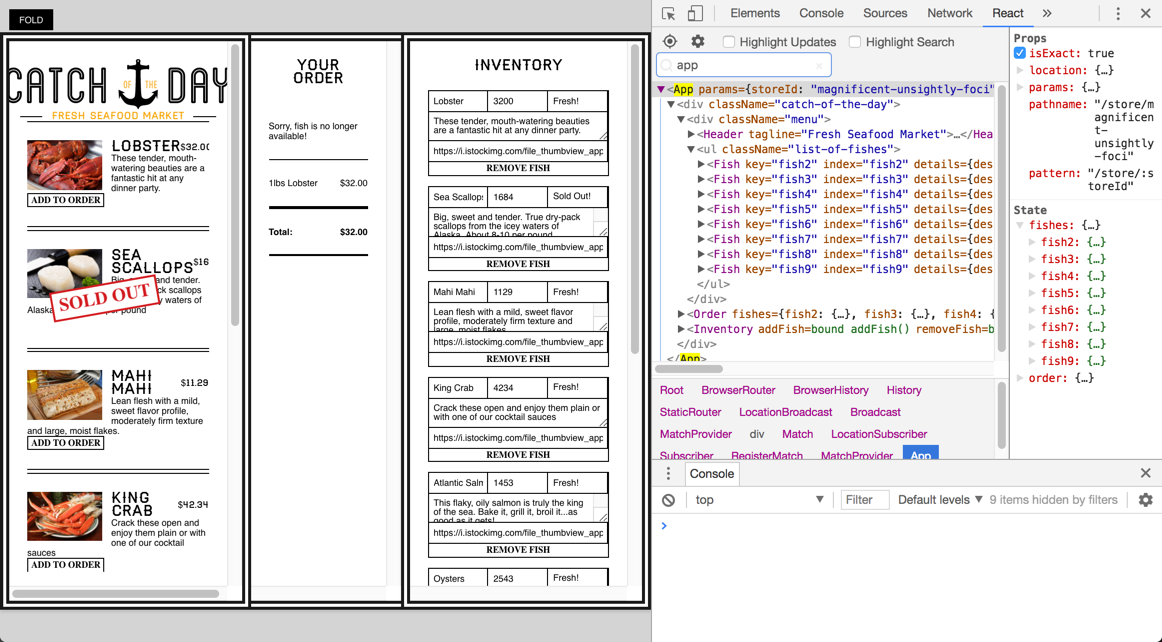 FOLD
CATCH OF THE DAY
FRESH SEAFOOD MARKET
LOBSTER
$32.00
These tender, mouth-
watering beauties are a
fantastic hit at any
dinner party.
ADD TO ORDER
SEA
SCALLOPS
$16
and tender.
scallops
waters of
Alaska
pound
SOLD OUT
MAHI
MAHI
$11.29
Lean flesh with a mild,
sweet flavor profile,
moderately firm texture
and large, moist flakes.
ADD TO ORDER
KING
CRAB
$42.34
Crack these open and
enjoy them plain or with
one of our cocktail
sauces
ADD TO ORDER
YOUR
ORDER
Sorry, fish is no longer
available!
1lbs Lobster $32.00
Total: $32.00
INVENTORY
Lobster 3200 Fresh!
These tender, mouth-watering beauties
are a fantastic hit at any dinner party.
https://i.istockimg.com/file_thumbview_app
REMOVE FISH
Sea Scallops 1684 Sold Out!
Big, sweet and tender. True dry-pack
scallops from the icey waters of
Alaska. About 8-10 per pound
https://i.istockimg.com/file_thumbview_app
REMOVE FISH
Mahi Mahi 1129 Fresh!
Lean flesh with a mild, sweet flavor
profile, moderately firm texture and
large, moist flakes
https://i.istockimg.com/file_thumbview_app
REMOVE FISH
King Crab 4234 Fresh!
Crack these open and enjoy them plain or
with one of our cocktail sauces
https://i.istockimg.com/file_thumbview_app
REMOVE FISH
Atlantic Saln 1453 Fresh!
This flaky, oily salmon is truly the king
of the sea. Bake it, grill it, broil it...as
good as it gets!
https://i.istockimg.com/file_thumbview_app
REMOVE FISH
Oysters 2543 Fresh!
Elements Console Sources Network React »
Highlight Updates Highlight Search
app
<App params={storeId: "magnificent-unsightly-foci"
<div className="catch-of-the-day">
<div className="menu">
<Header tagline="Fresh Seafood Market">…</Hea
<ul className="list-of-fishes">
<Fish key="fish2" index="fish2" details={des
<Fish key="fish3" index="fish3" details={des
<Fish key="fish4" index="fish4" details={des
<Fish key="fish5" index="fish5" details={des
<Fish key="fish6" index="fish6" details={des
<Fish key="fish7" index="fish7" details={des
<Fish key="fish8" index="fish8" details={des
<Fish key="fish9" index="fish9" details={des
</ul>
</div>
<Order fishes={fish2: {…}, fish3: {…}, fish4: {
<Inventory addFish=bound addFish() removeFish=b
</div>
</App>
Root BrowserRouter BrowserHistory History
StaticRouter LocationBroadcast Broadcast
MatchProvider div Match LocationSubscriber
Subscriber RegisterMatch MatchProvider App
Props
isExact: true
location: {…}
params: {…}
pathname: "/store/m
agnificen
t-
unsightly
-foci"
pattern: "/store/:s
toreId"
State
fishes: {…}
fish2: {…}
fish3: {…}
fish4: {…}
fish5: {…}
fish6: {…}
fish7: {…}
fish8: {…}
fish9: {…}
order: {…}
Console
top Filter Default levels 9 items hidden by filters